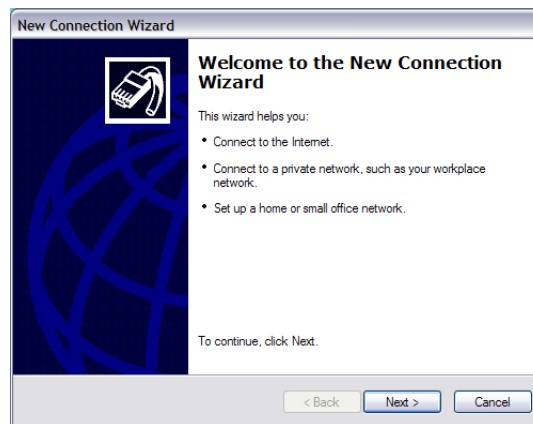 New Connection Wizard
Welcome to the New Connection
Wizard
This wizard helps you:
• Connect to the Internet.
• Connect to a private network, such as your workplace
network.
• Set up a home or small office network.
To continue, click Next.
< Back Next > Cancel